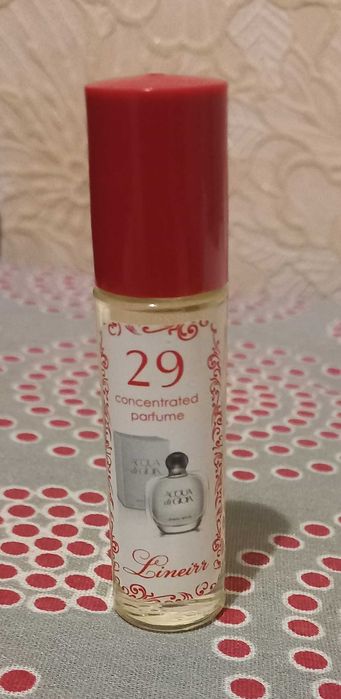 29
concentrated
parfume
ACQUA
di GIOIA
ACQUA
di GIOIA
Lineirr